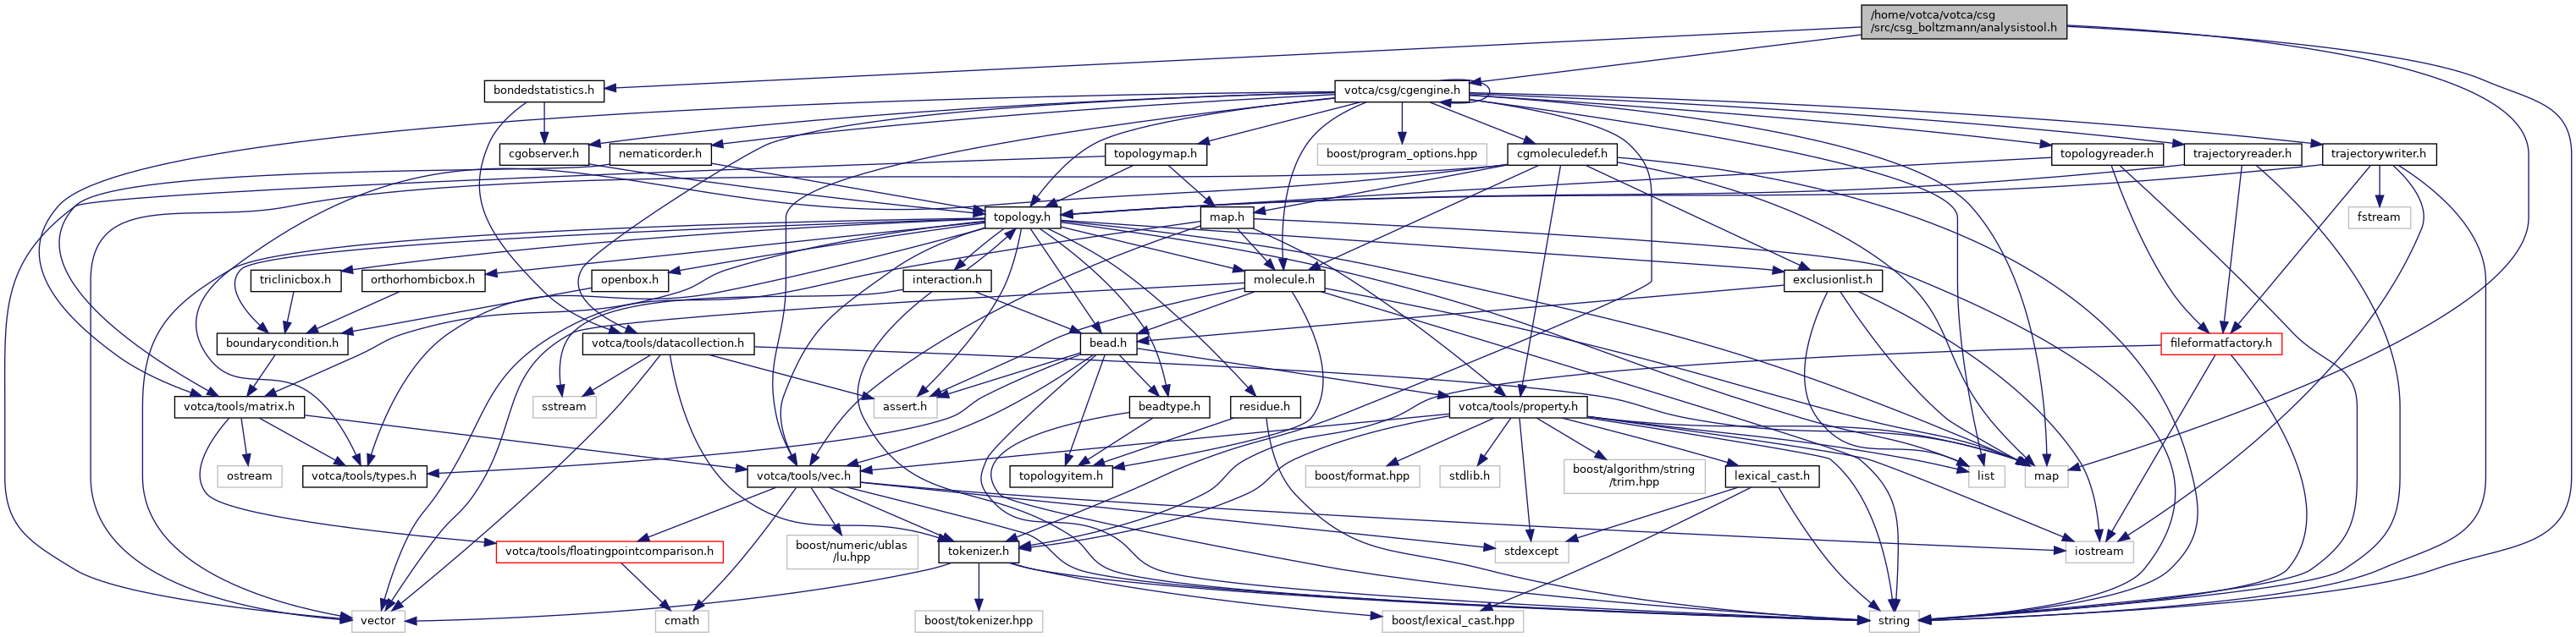 /home/votca/votca/csg
/src/csg_boltzmann/analysistool.h
bondedstatistics.h
votca/csg/cgengine.h
cgobserver.h
nematicorder.h
topologymap.h
boost/program_options.hpp
cgmoleculedef.h
topologyreader.h
trajectoryreader.h
trajectorywriter.h
topology.h
map.h
fstream
triclinicbox.h
orthorhombicbox.h
openbox.h
interaction.h
molecule.h
exclusionlist.h
boundarycondition.h
votca/tools/datacollection.h
bead.h
fileformatfactory.h
votca/tools/matrix.h
sstream
assert.h
beadtype.h
residue.h
votca/tools/property.h
ostream
votca/tools/types.h
votca/tools/vec.h
topologyitem.h
boost/format.hpp
stdlib.h
boost/algorithm/string
/trim.hpp
lexical_cast.h
list
map
votca/tools/floatingpointcomparison.h
boost/numeric/ublas
/lu.hpp
tokenizer.h
stdexcept
iostream
vector
cmath
boost/tokenizer.hpp
boost/lexical_cast.hpp
string